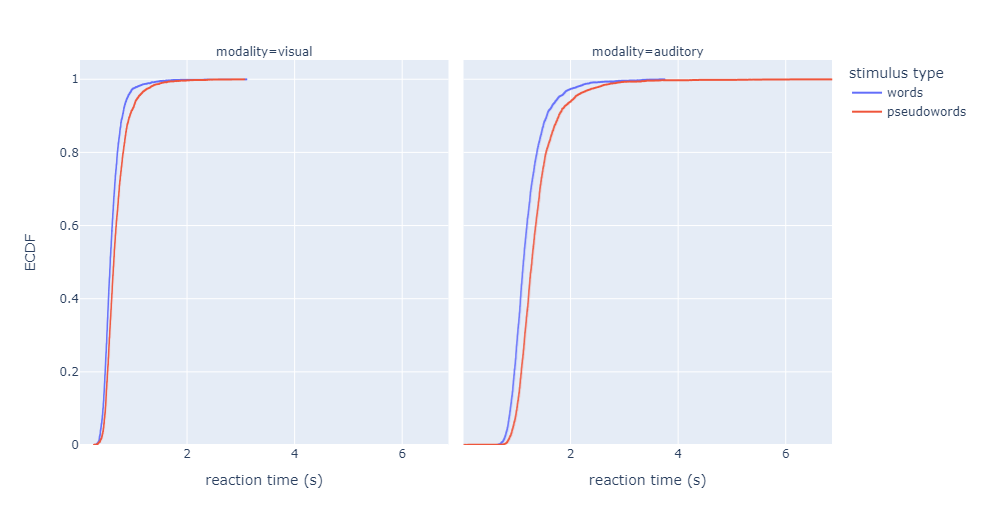 modality=visual
modality=auditory
stimulus type
words
pseudowords
ECDF
1
0.8
0.6
0.4
0.2
0
2
4
6
2
4
6
reaction time (s)
reaction time (s)